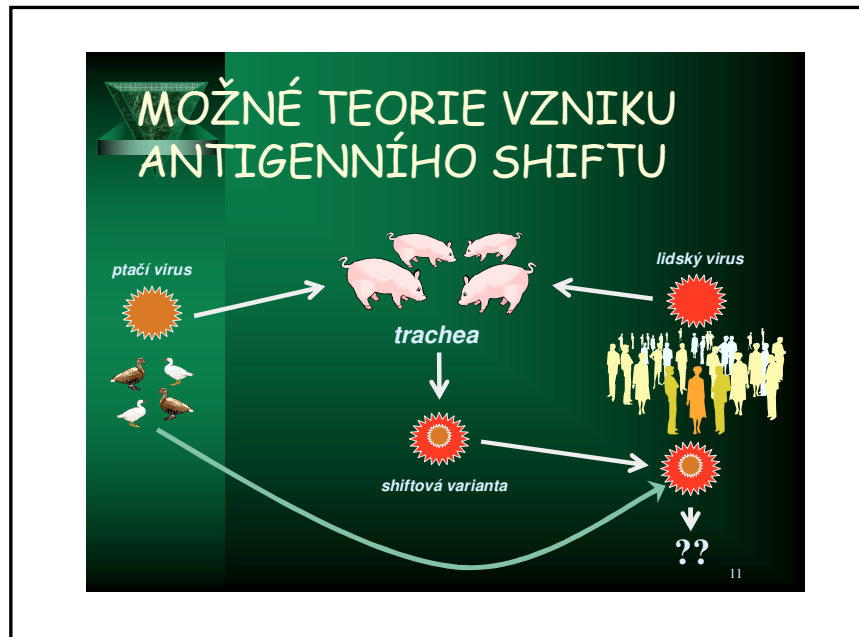 MOŽNÉ TEORIE VZNIKU
ANTIGENNÍHO SHIFTU
ptačí virus
lidský virus
trachea
shiftová varianta
??
11